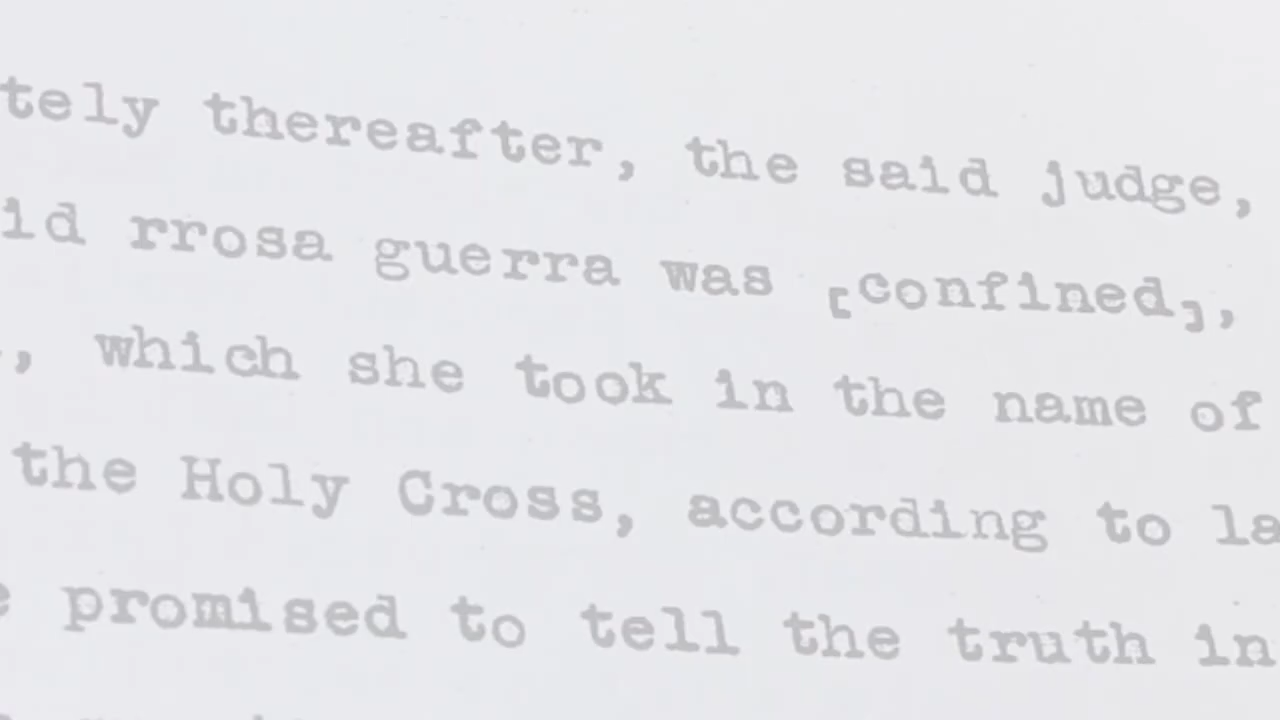 tely thereafter, the said judge,
id rrosa guerra was [confined],
, which she took in the name of
the Holy Cross, according to la
e promised to tell the truth in